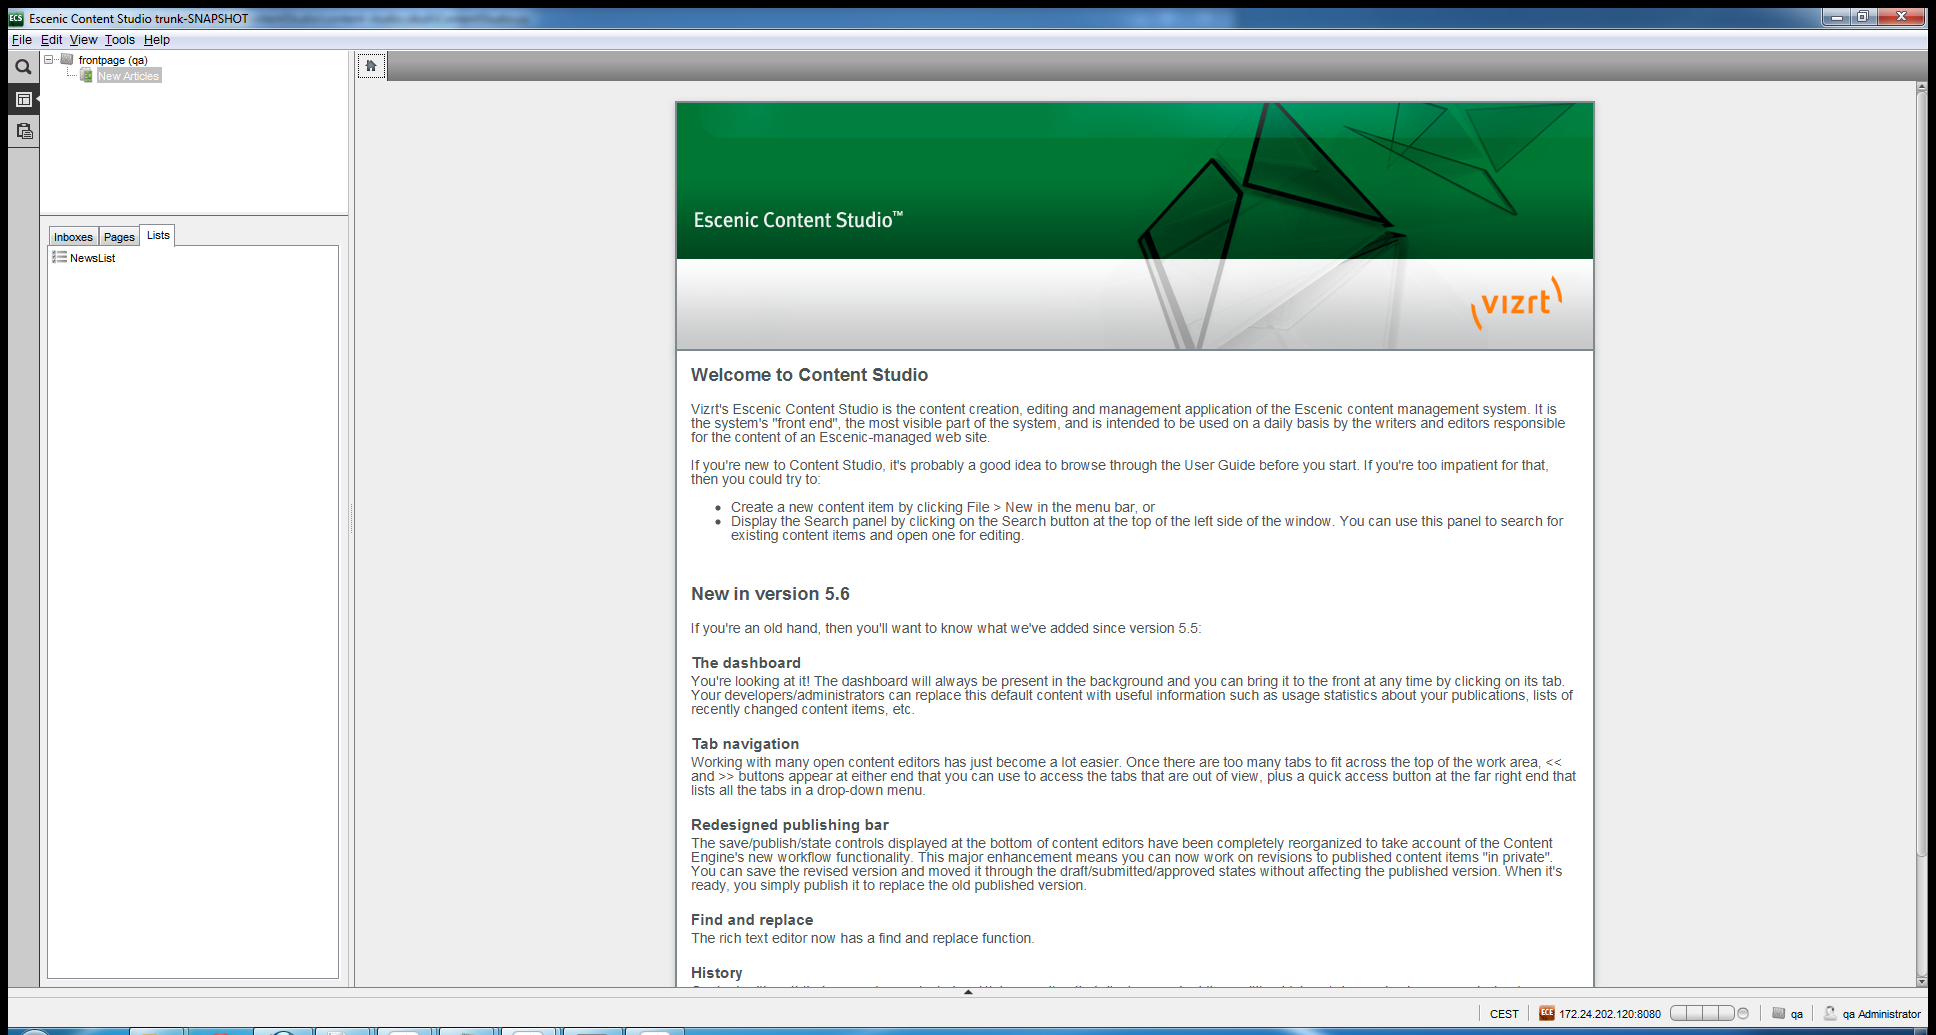 ECS Escenic Content Studio trunk-SNAPSHOT
File Edit View Tools Help
frontpage (qa)
New Articles
Inboxes Pages Lists
NewsList
Escenic Content Studio™
vizrt
Welcome to Content Studio
Vizrt's Escenic Content Studio is the content creation, editing and management application of the Escenic content management system. It is
the system's "front end", the most visible part of the system, and is intended to be used on a daily basis by the writers and editors responsible
for the content of an Escenic-managed web site.
If you're new to Content Studio, it's probably a good idea to browse through the User Guide before you start. If you're too impatient for that,
then you could try to:
• Create a new content item by clicking File > New in the menu bar, or
• Display the Search panel by clicking on the Search button at the top of the left side of the window. You can use this panel to search for
existing content items and open one for editing.
New in version 5.6
If you're an old hand, then you'll want to know what we've added since version 5.5:
The dashboard
You're looking at it! The dashboard will always be present in the background and you can bring it to the front at any time by clicking on its tab.
Your developers/administrators can replace this default content with useful information such as usage statistics about your publications, lists of
recently changed content items, etc.
Tab navigation
Working with many open content editors has just become a lot easier. Once there are too many tabs to fit across the top of the work area, <<
and >> buttons appear at either end that you can use to access the tabs that are out of view, plus a quick access button at the far right end that
lists all the tabs in a drop-down menu.
Redesigned publishing bar
The save/publish/state controls displayed at the bottom of content editors have been completely reorganized to take account of the Content
Engine's new workflow functionality. This major enhancement means you can now work on revisions to published content items "in private".
You can save the revised version and moved it through the draft/submitted/approved states without affecting the published version. When it's
ready, you simply publish it to replace the old published version.
Find and replace
The rich text editor now has a find and replace function.
History
CEST ECE 172.24.202.120:8080 qa qa Administrator